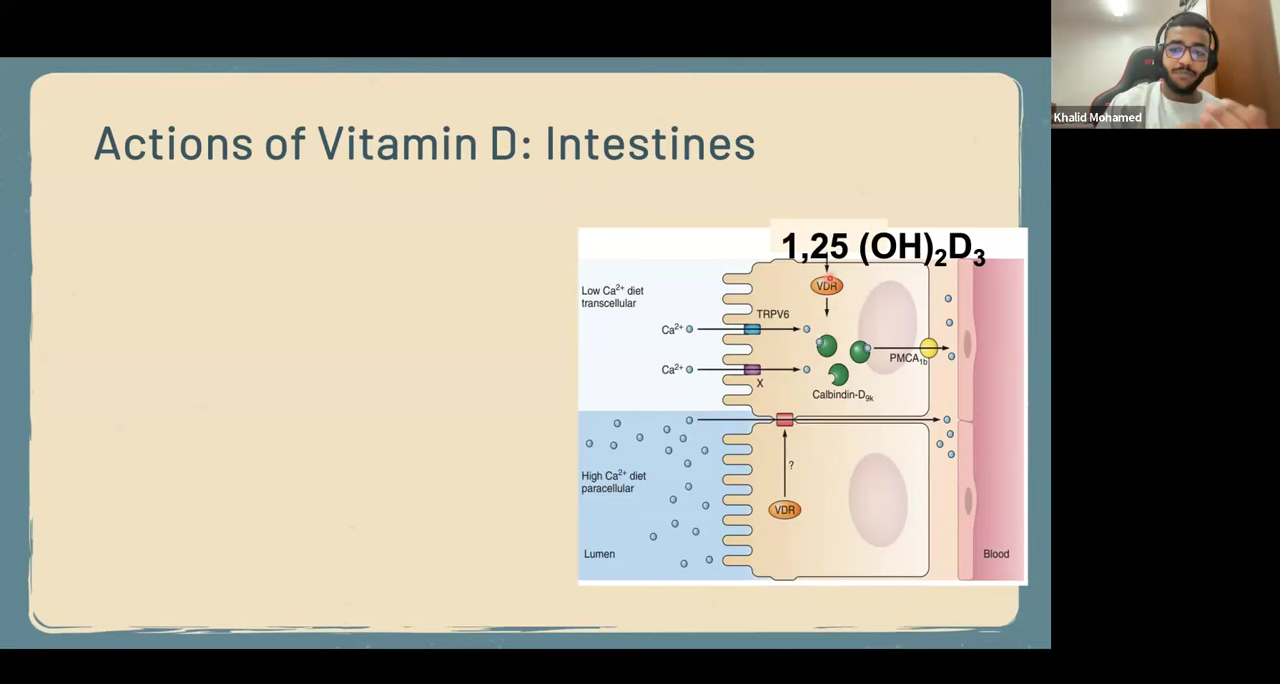 Khalid Mohamed
Actions of Vitamin D: Intestines
1,25 (OH)₂D₃
VDR
Low Ca²⁺ diet
transcellular
TRPV6
Ca²⁺
PMCA₁b
Ca²⁺
X
Calbindin-D₉k
?
High Ca²⁺ diet
paracellular
VDR
Lumen
Blood